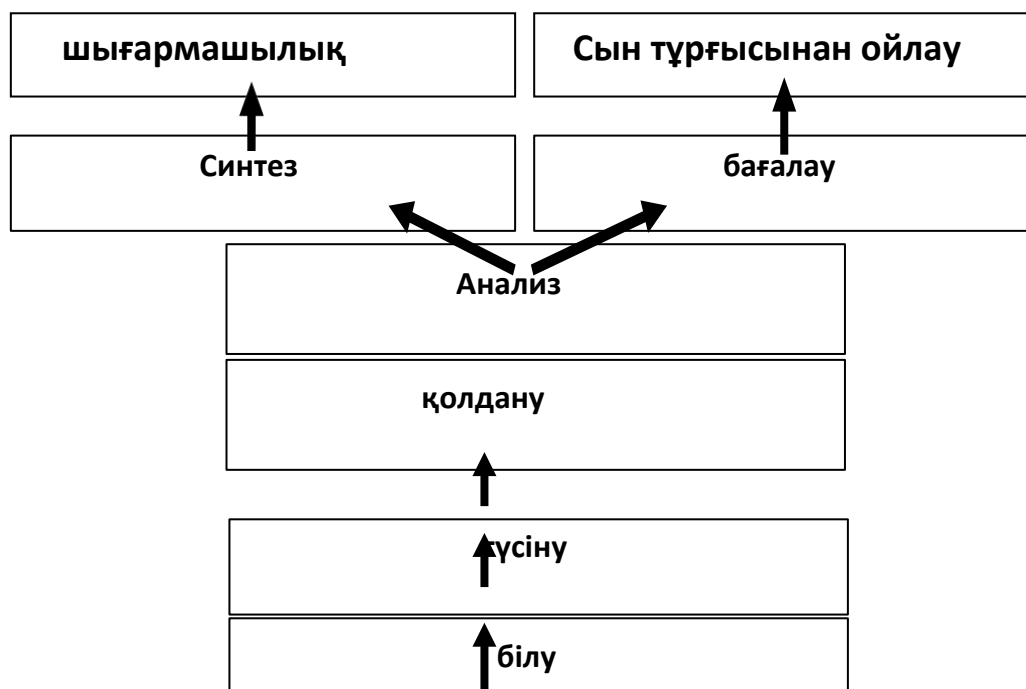 шығармашылық
Сын тұрғысынан ойлау
Синтез
бағалау
Анализ
қолдану
түсіну
білу